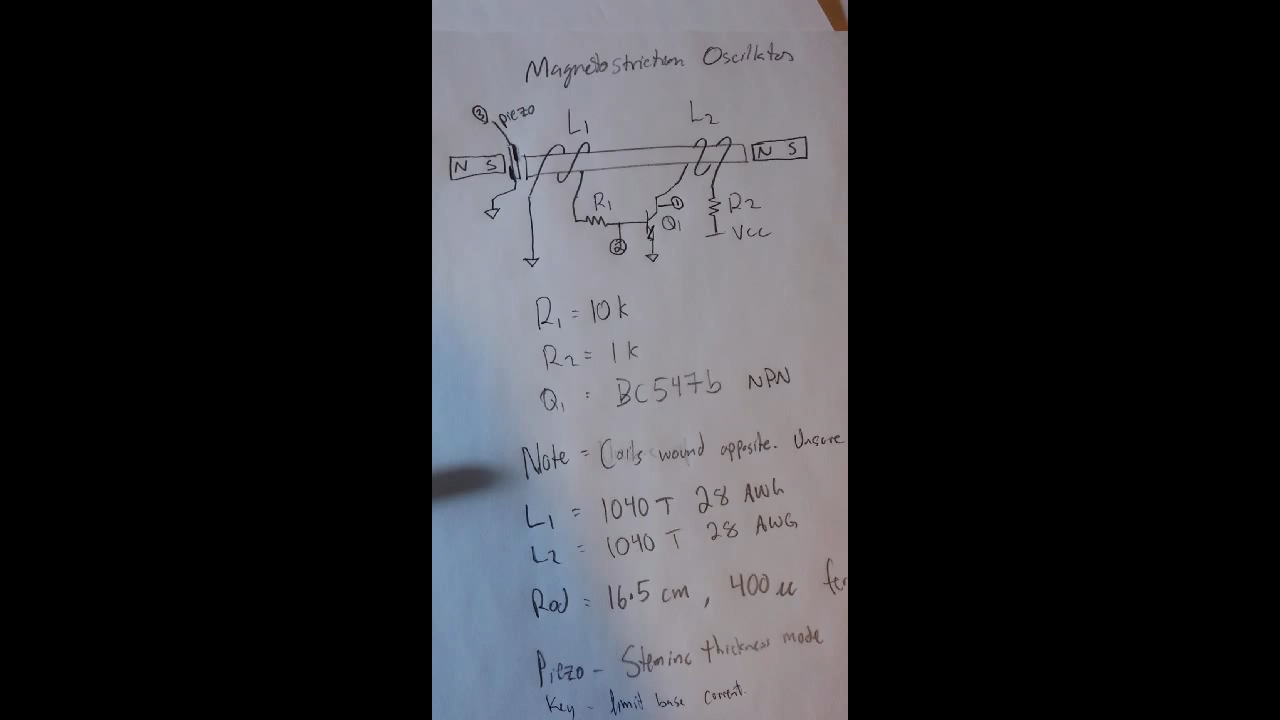 Magnetostriction Oscillator
③ piezo
L1
L2
N S
N S
R1
①
Q1
R2
②
Vcc
R1 = 10k
R2 = 1k
Q1 : BC547b NPN
Note = Coils wound opposite. Unsure
L1 = 1040 T 28 AWG
L2 = 1040 T 28 AWG
Rod = 16.5 cm, 400 u fer
Piezo - Steminc thickness mode
Key - limit base current.